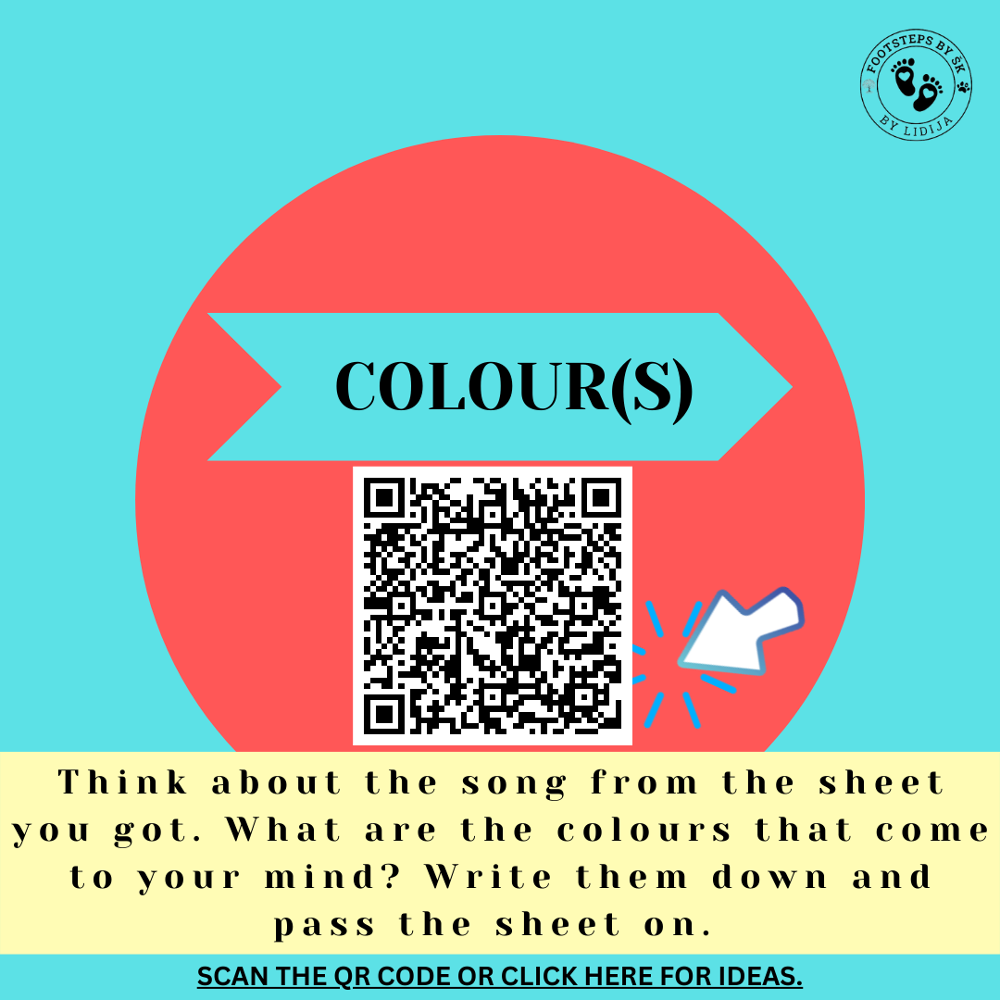 FOOTSTEPS BY ŠK
BY LIDIJA
COLOUR(S)
Think about the song from the sheet
you got. What are the colours that come
to your mind? Write them down and
pass the sheet on.
SCAN THE QR CODE OR CLICK HERE FOR IDEAS.